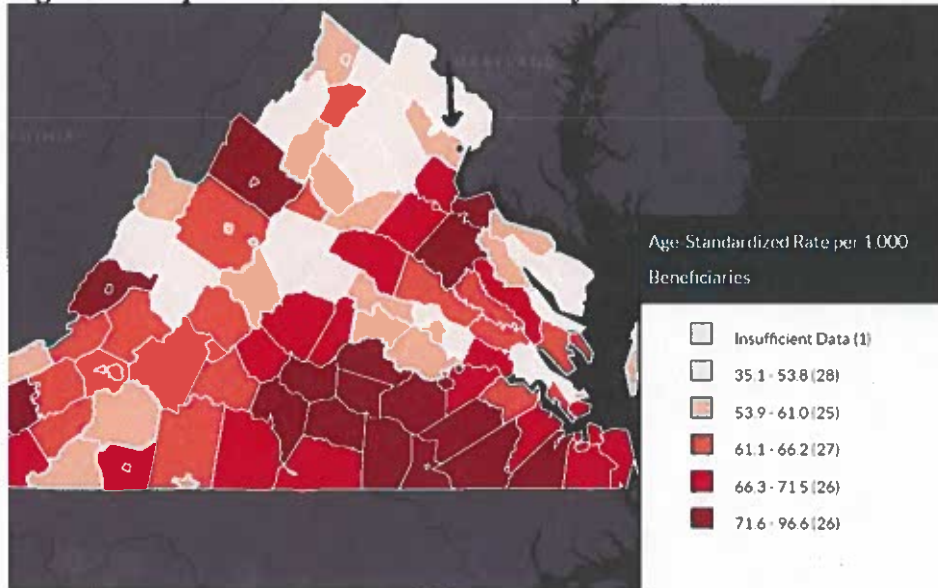 MARYLAND
Age-Standardized Rate per 1,000
Beneficiaries
Insufficient Data (1)
35.1 - 53.8 (28)
53.9 - 61.0 (25)
61.1 - 66.2 (27)
66.3 - 71.5 (26)
71.6 - 96.6 (26)